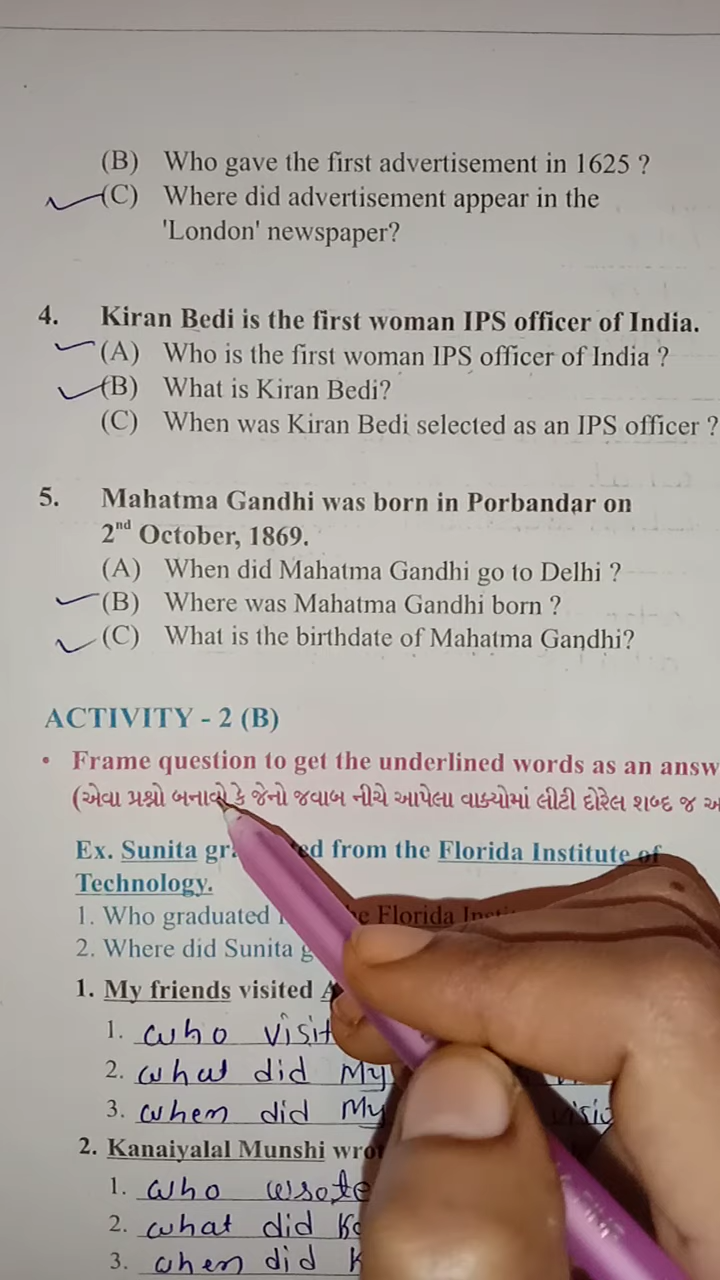 (B) Who gave the first advertisement in 1625 ?
(C) Where did advertisement appear in the
'London' newspaper?
4. Kiran Bedi is the first woman IPS officer of India.
(A) Who is the first woman IPS officer of India ?
(B) What is Kiran Bedi?
(C) When was Kiran Bedi selected as an IPS officer ?
5. Mahatma Gandhi was born in Porbandar on
2nd October, 1869.
(A) When did Mahatma Gandhi go to Delhi ?
(B) Where was Mahatma Gandhi born ?
(C) What is the birthdate of Mahatma Gandhi?
ACTIVITY - 2 (B)
• Frame question to get the underlined words as an answ
(એવા પ્રશ્નો બનાવો કે જેનો જવાબ નીચે આપેલા વાક્યોમાં લીટી દોરેલ શબ્દ જ
Ex. Sunita from the Florida Institute of
Technology.
1. Who graduated Florida
2. Where did Sunita
1. My friends visited
1. who visit
2. what did My
3. when did My
2. Kanaiyalal Munshi
1. who wrote
2. what did
3. when did